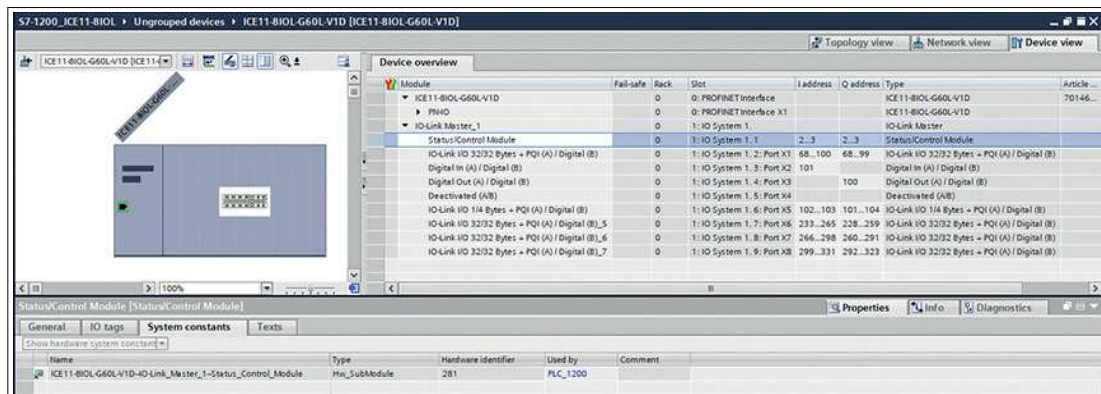 S7-1200_ICE11-8IOL ▸ Ungrouped devices ▸ ICE11-8IOL-G60L-V1D [ICE11-8IOL-G60L-V1D]
Topology view Network view Device view
ICE11-8IOL-G60L-V1D [ICE11-8
Device overview
Module Fail-safe Rack Slot I address Q address Type Article ...
ICE11-8IOL-G60L-V1D 0 0: PROFINET Interface ICE11-8IOL-G60L-V1D 70146...
PN-IO 0 0: PROFINET Interface X1 ICE11-8IOL-G60L-V1D
IO-Link Master_1 0 1: IO System 1. IO-Link Master
Status/Control Module 0 1: IO System 1. 1 2...3 2...3 Status/Control Module
IO-Link I/O 32/32 Bytes + PQI (A) / Digital (B) 0 1: IO System 1. 2: Port X1 68...100 68...99 IO-Link I/O 32/32 Bytes + PQI (A) / Digital (B)
Digital In (A) / Digital (B) 0 1: IO System 1. 3: Port X2 101 Digital In (A) / Digital (B)
Digital Out (A) / Digital (B) 0 1: IO System 1. 4: Port X3 100 Digital Out (A) / Digital (B)
Deactivated (A/B) 0 1: IO System 1. 5: Port X4 Deactivated (A/B)
IO-Link I/O 1/4 Bytes + PQI (A) / Digital (B) 0 1: IO System 1. 6: Port X5 102...103 101...104 IO-Link I/O 1/4 Bytes + PQI (A) / Digital (B)
IO-Link I/O 32/32 Bytes + PQI (A) / Digital (B)_5 0 1: IO System 1. 7: Port X6 233...265 228...259 IO-Link I/O 32/32 Bytes + PQI (A) / Digital (B)
IO-Link I/O 32/32 Bytes + PQI (A) / Digital (B)_6 0 1: IO System 1. 8: Port X7 266...298 260...291 IO-Link I/O 32/32 Bytes + PQI (A) / Digital (B)
IO-Link I/O 32/32 Bytes + PQI (A) / Digital (B)_7 0 1: IO System 1. 9: Port X8 299...331 292...323 IO-Link I/O 32/32 Bytes + PQI (A) / Digital (B)
ICE11-8IOL-G60L-...
100%
Status/Control Module [Status/Control Module]
Properties Info Diagnostics
General IO tags System constants Texts
Show hardware system constant
Name Type Hardware identifier Used by Comment
ICE11-8IOL-G60L-V1D~IO-Link_Master_1~Status_Control_Module Hw_SubModule 281 PLC_1200